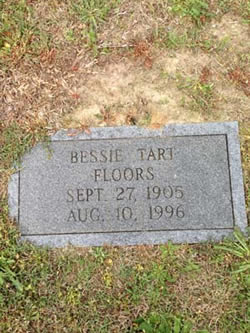 BESSIE TART
FLOORS
SEPT. 27, 1905
AUG. 10, 1996